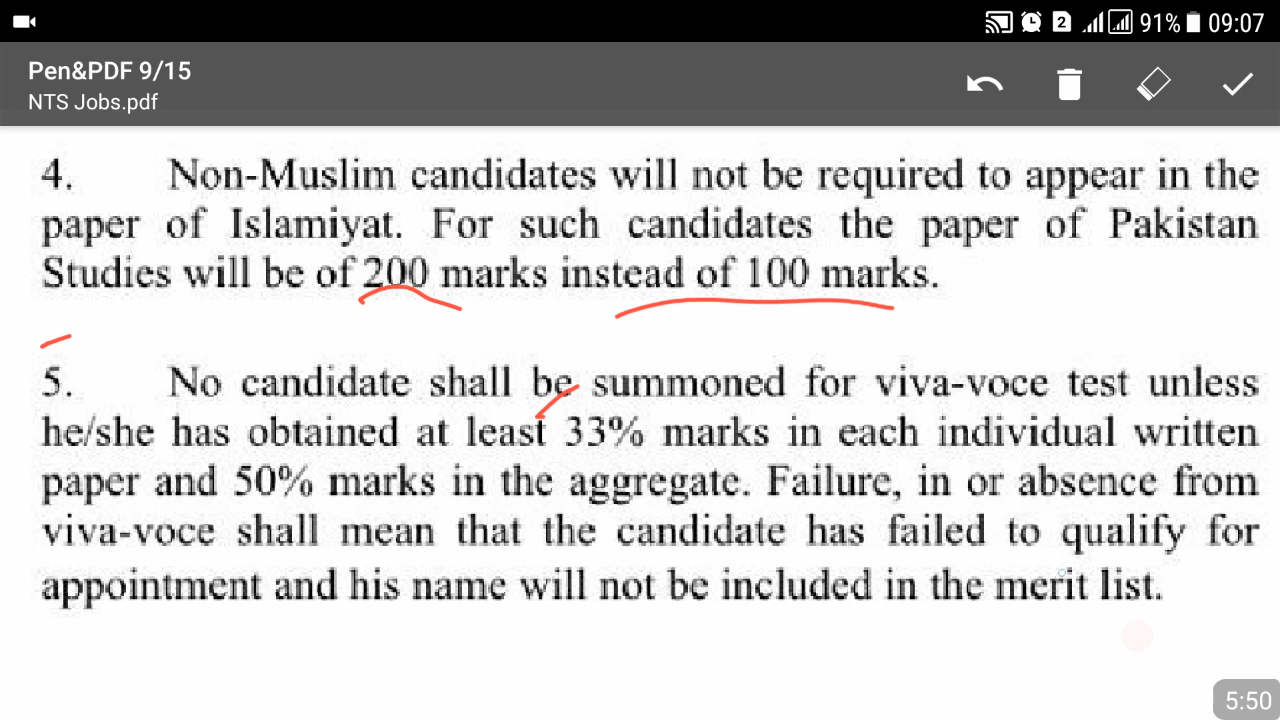 2 91% 09:07
Pen&PDF 9/15
NTS Jobs.pdf
4. Non-Muslim candidates will not be required to appear in the
paper of Islamiyat. For such candidates the paper of Pakistan
Studies will be of 200 marks instead of 100 marks.
5. No candidate shall be summoned for viva-voce test unless
he/she has obtained at least 33% marks in each individual written
paper and 50% marks in the aggregate. Failure, in or absence from
viva-voce shall mean that the candidate has failed to qualify for
appointment and his name will not be included in the merit list.
5:50